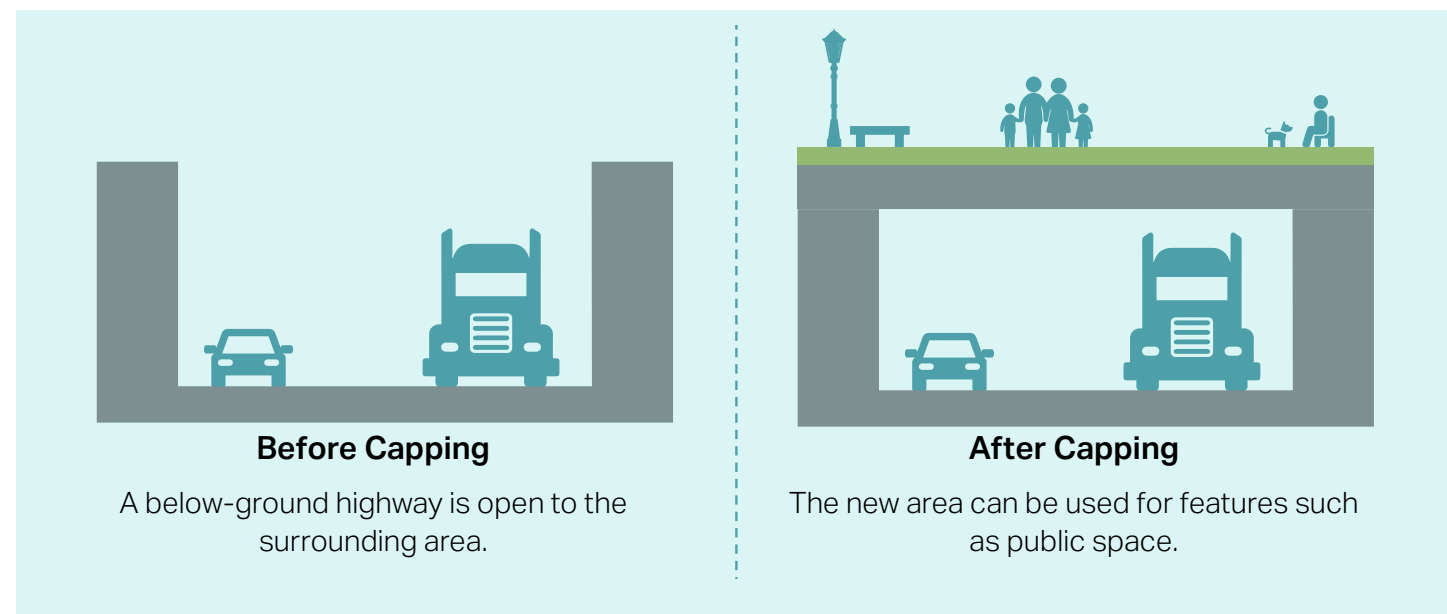 Before Capping
A below-ground highway is open to the
surrounding area.
After Capping
The new area can be used for features such
as public space.